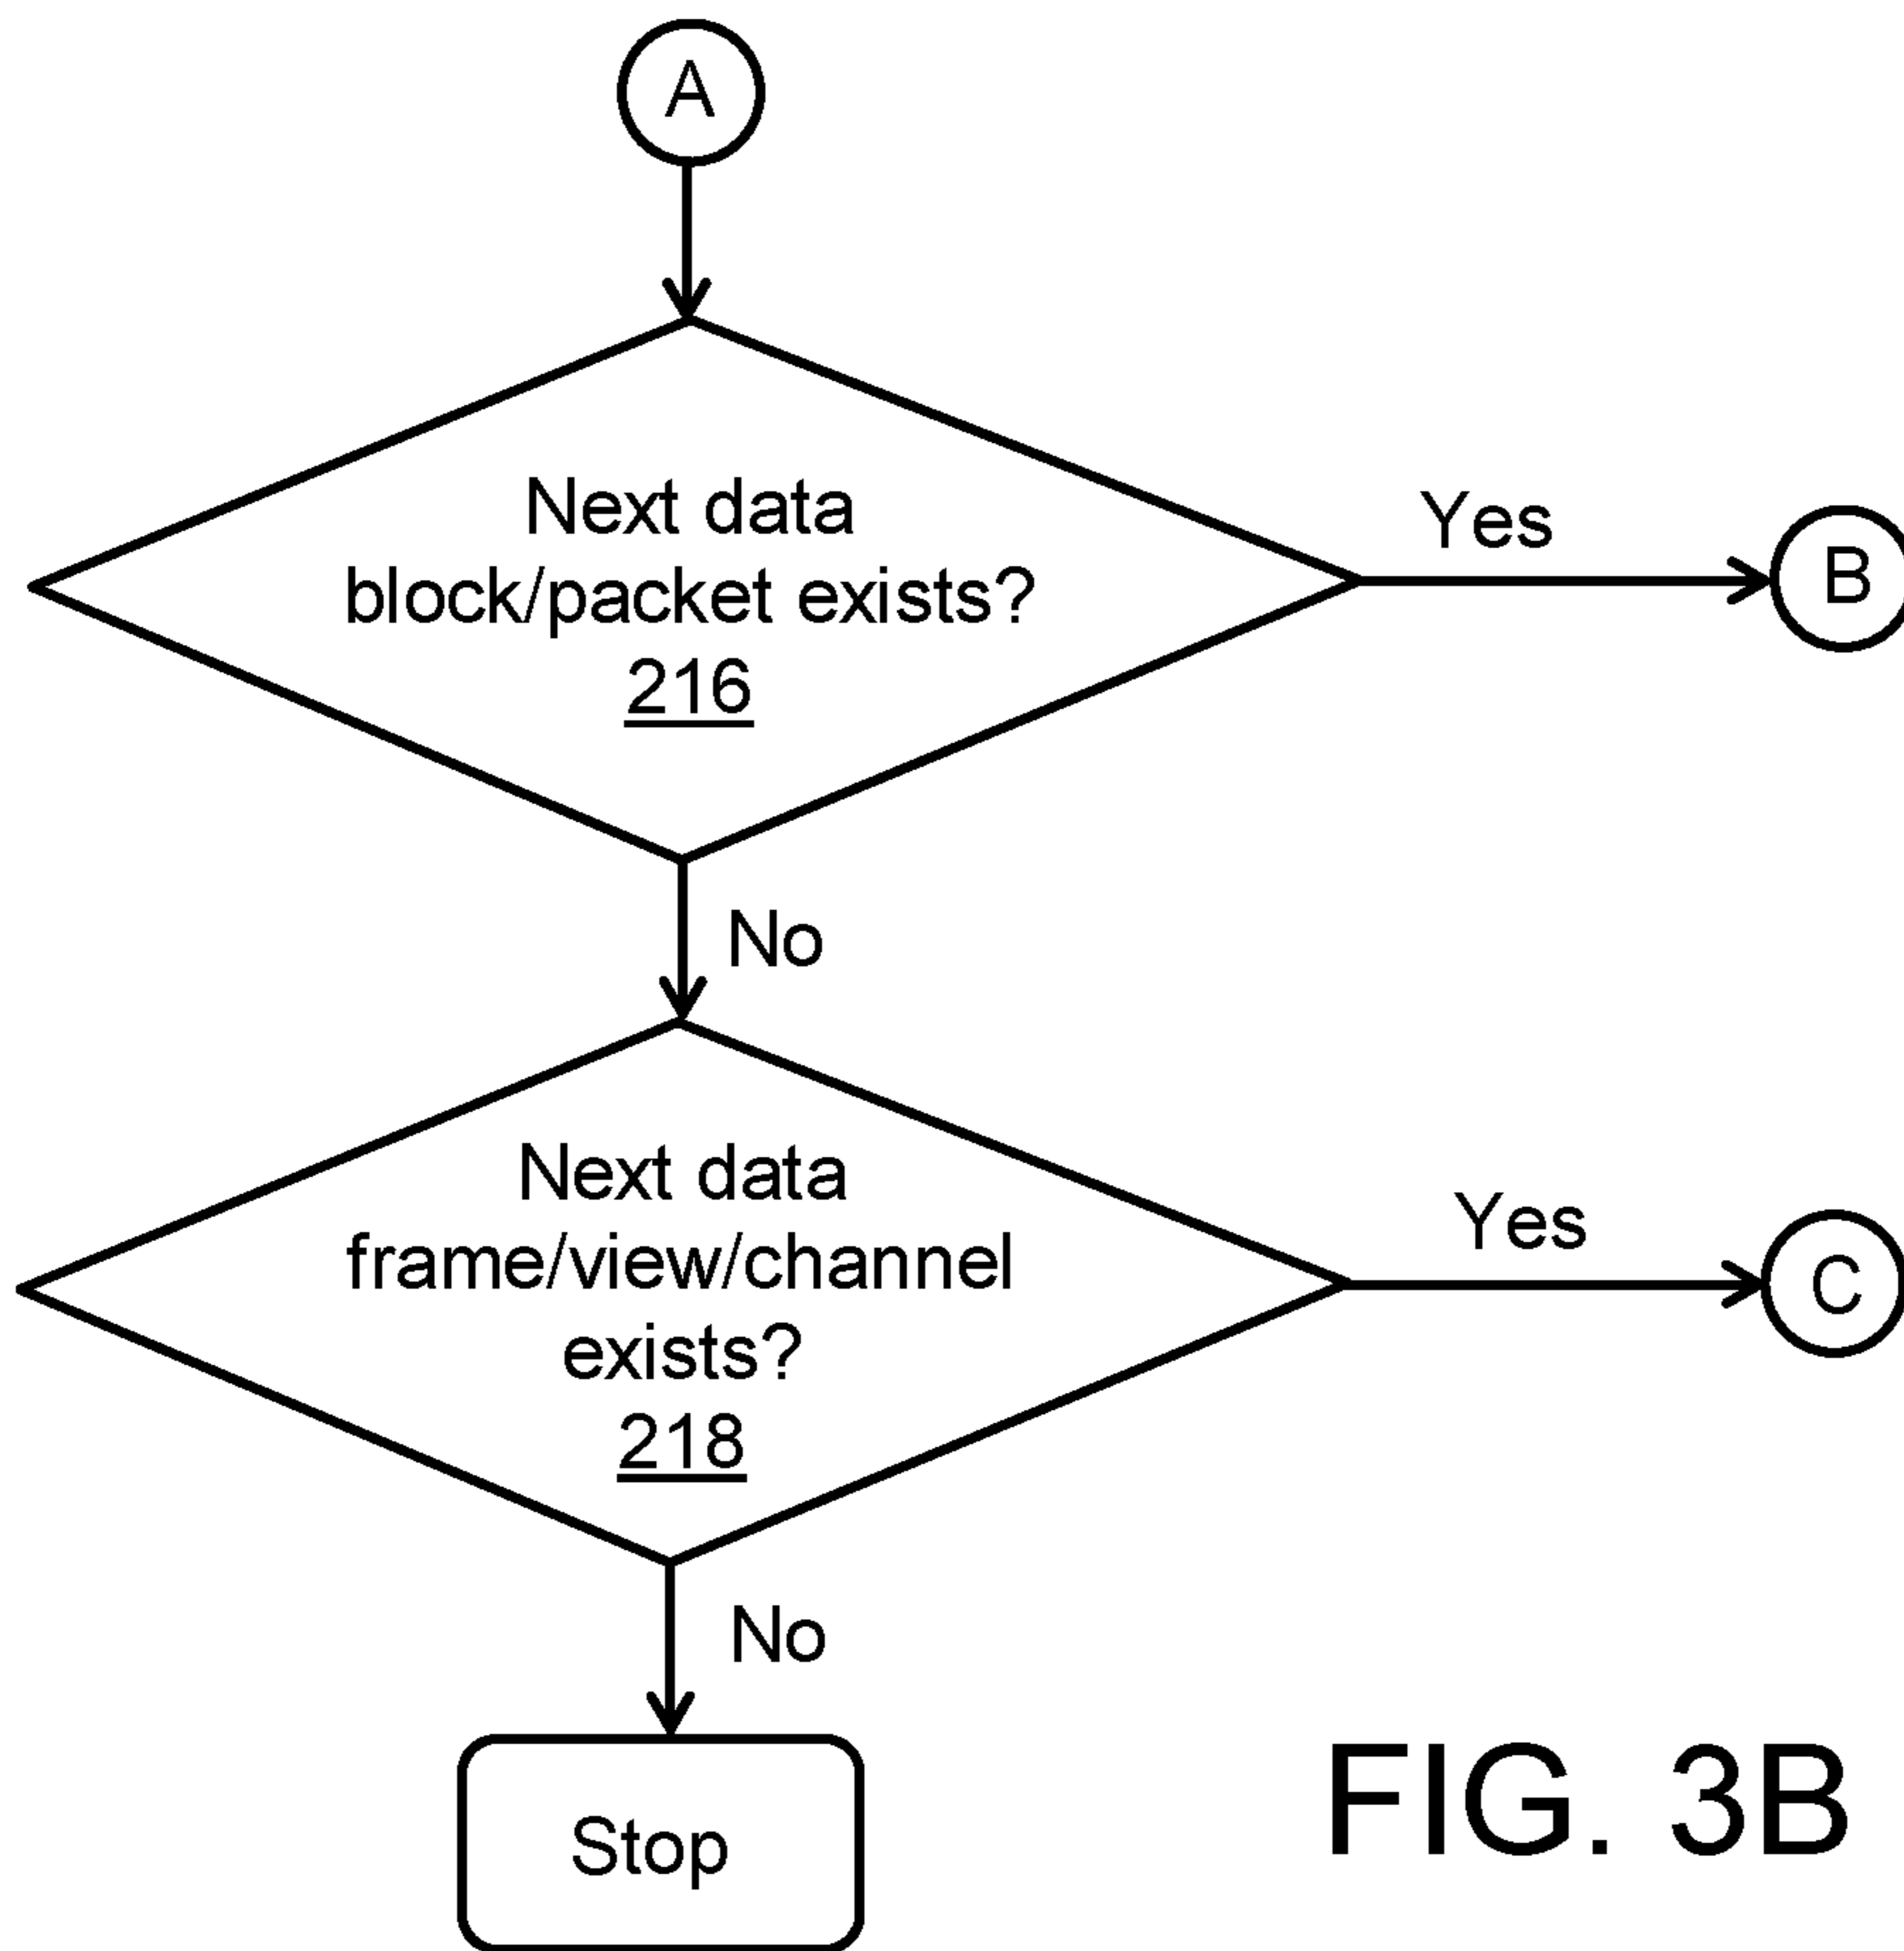 A
Next data
block/packet exists?
216
Yes
B
No
Next data
frame/view/channel
exists?
218
Yes
C
No
Stop
FIG. 3B